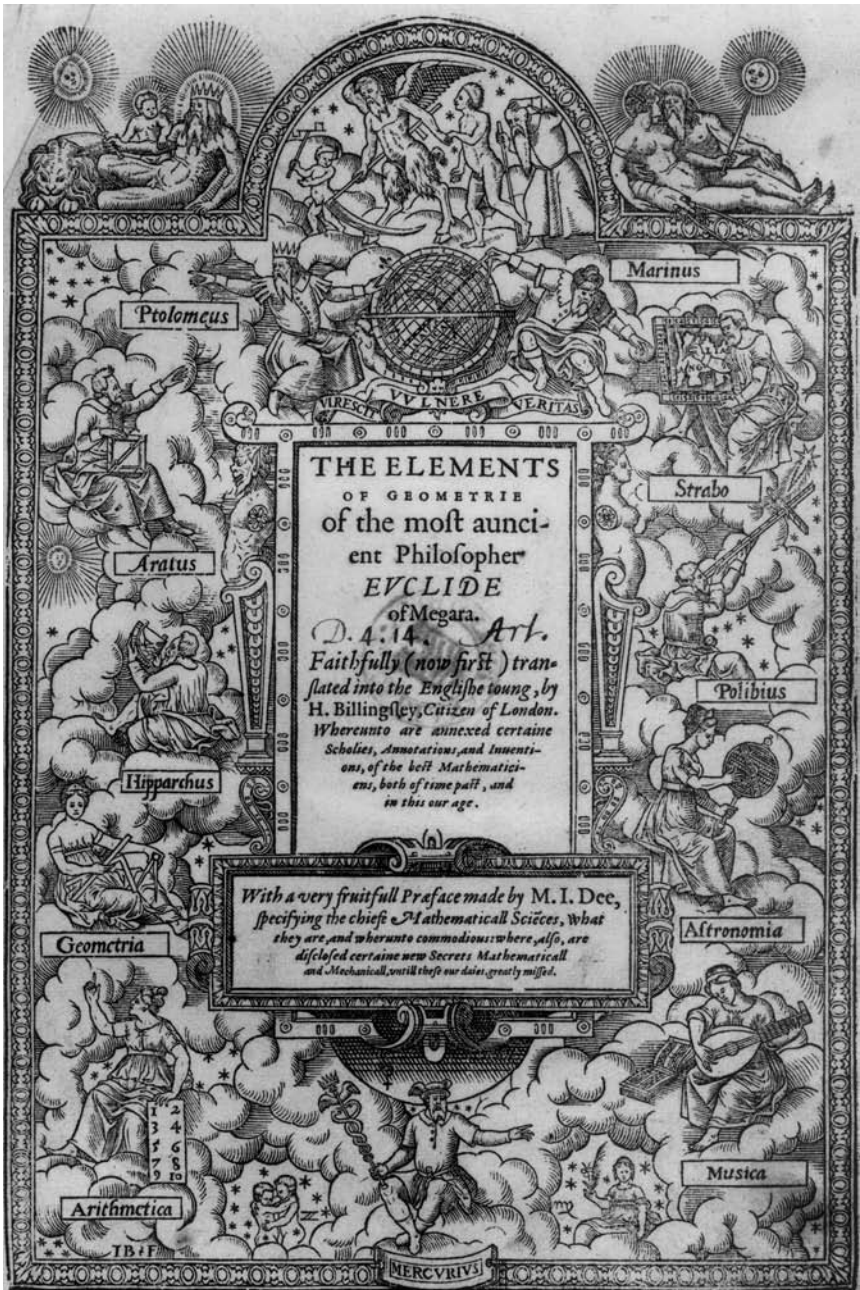 Ptolomeus
Marinus
VIRESCIT VVLNERE VERITAS
Strabo
Aratus
Polibius
Hipparchus
Astronomia
Geometria
Musica
Arithmetica
THE ELEMENTS
OF GEOMETRIE
of the moſt aunci-
ent Philoſopher
EVCLIDE
of Megara.
D. 4. 14. Art.
Faithfully (now first) tran-
ſlated into the Engliſhe toung, by
H. Billingſley, Citizen of London.
Whereunto are annexed certaine
Scholies, Annotations, and Inuenti-
ons, of the best Mathematici-
ens, both of time past, and
in this our age.
With a very fruitfull Præface made by M. I. Dee,
ſpecifying the chiefe Mathematicall Sciẽces, what
they are, and wherunto commodious: where, alſo, are
diſcloſed certaine new Secrets Mathematicall
and Mechanicall, vntill theſe our daies, greatly miſſed.
1 2
3 4
5 6
7 8
9 10
I B F
MERCVRIVS